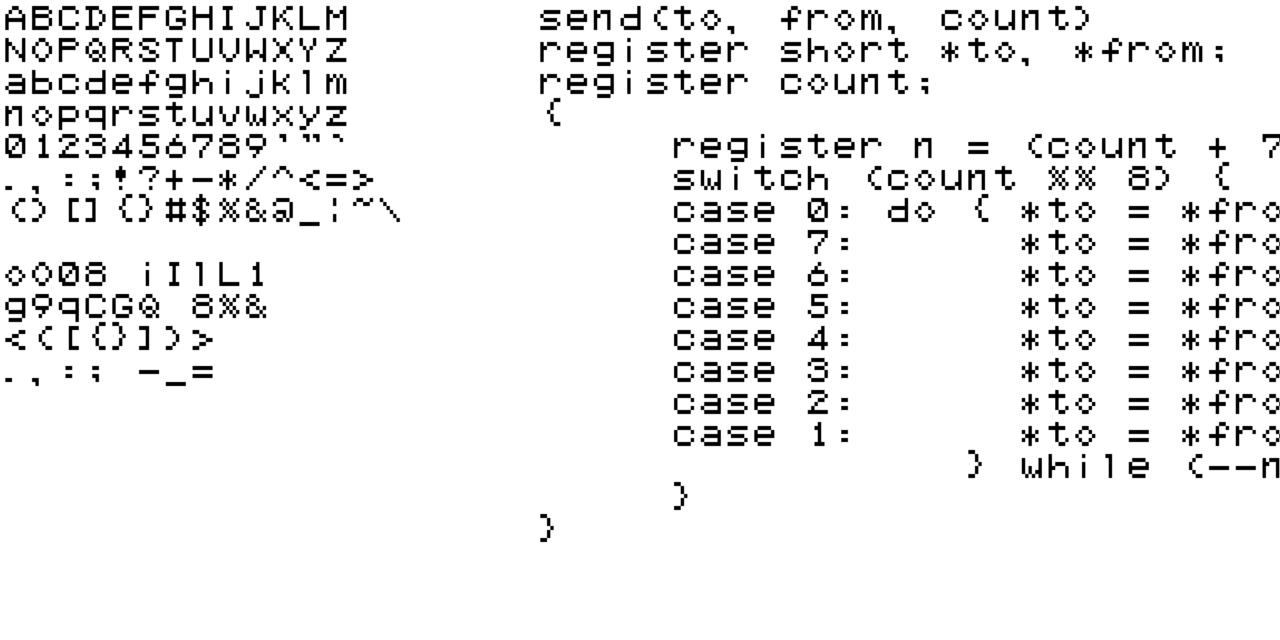 ABCDEFGHIJKLM
NOPQRSTUVWXYZ
abcdefghijklm
nopqrstuvwxyz
0123456789'"`
.,:;!?+-*/^<=>
()[]{}#$%&@_¦~\
oO08 iIlL1
g9qCGQ 8%&
<([{}])>
.,:; -_=
send(to, from, count)
register short *to, *from;
register count;
{
register n = (count + 7
switch (count %% 8) {
case 0: do { *to = *fro
case 7: *to = *fro
case 6: *to = *fro
case 5: *to = *fro
case 4: *to = *fro
case 3: *to = *fro
case 2: *to = *fro
case 1: *to = *fro
} while (--n
}
}